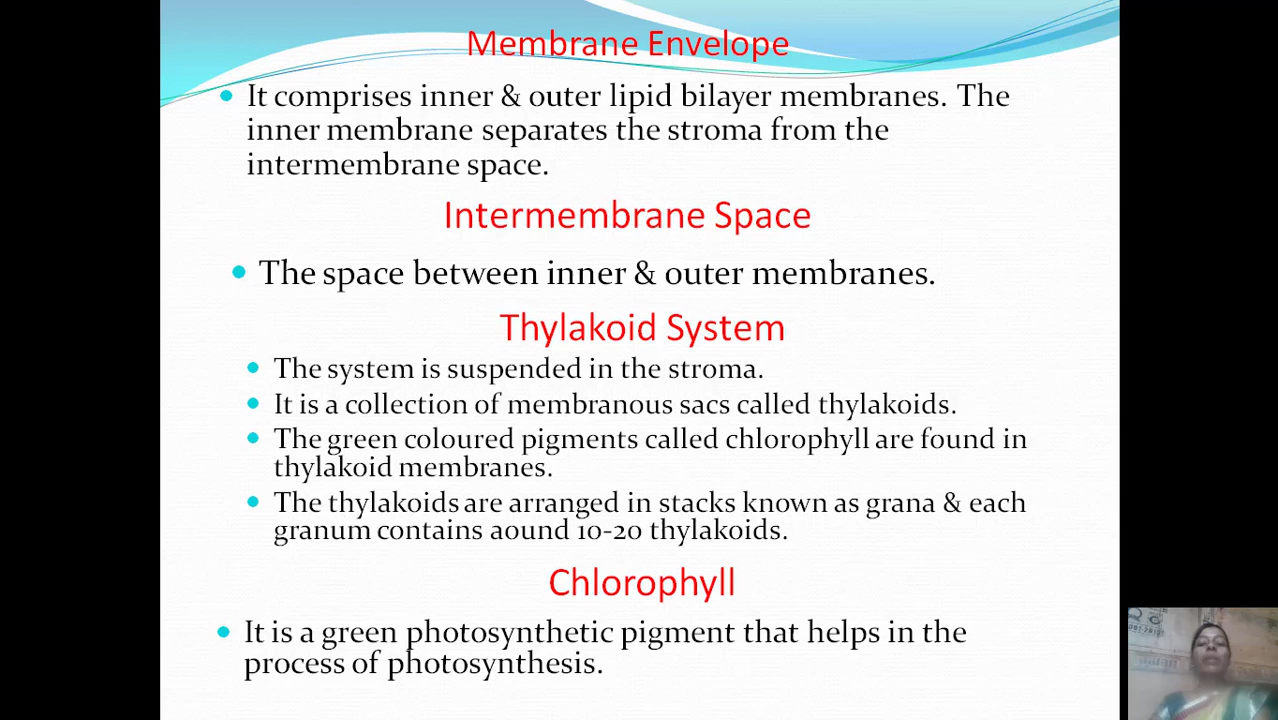 Membrane Envelope
It comprises inner & outer lipid bilayer membranes. The
inner membrane separates the stroma from the
intermembrane space.
Intermembrane Space
The space between inner & outer membranes.
Thylakoid System
The system is suspended in the stroma.
It is a collection of membranous sacs called thylakoids.
The green coloured pigments called chlorophyll are found in
thylakoid membranes.
The thylakoids are arranged in stacks known as grana & each
granum contains aound 10-20 thylakoids.
Chlorophyll
It is a green photosynthetic pigment that helps in the
process of photosynthesis.